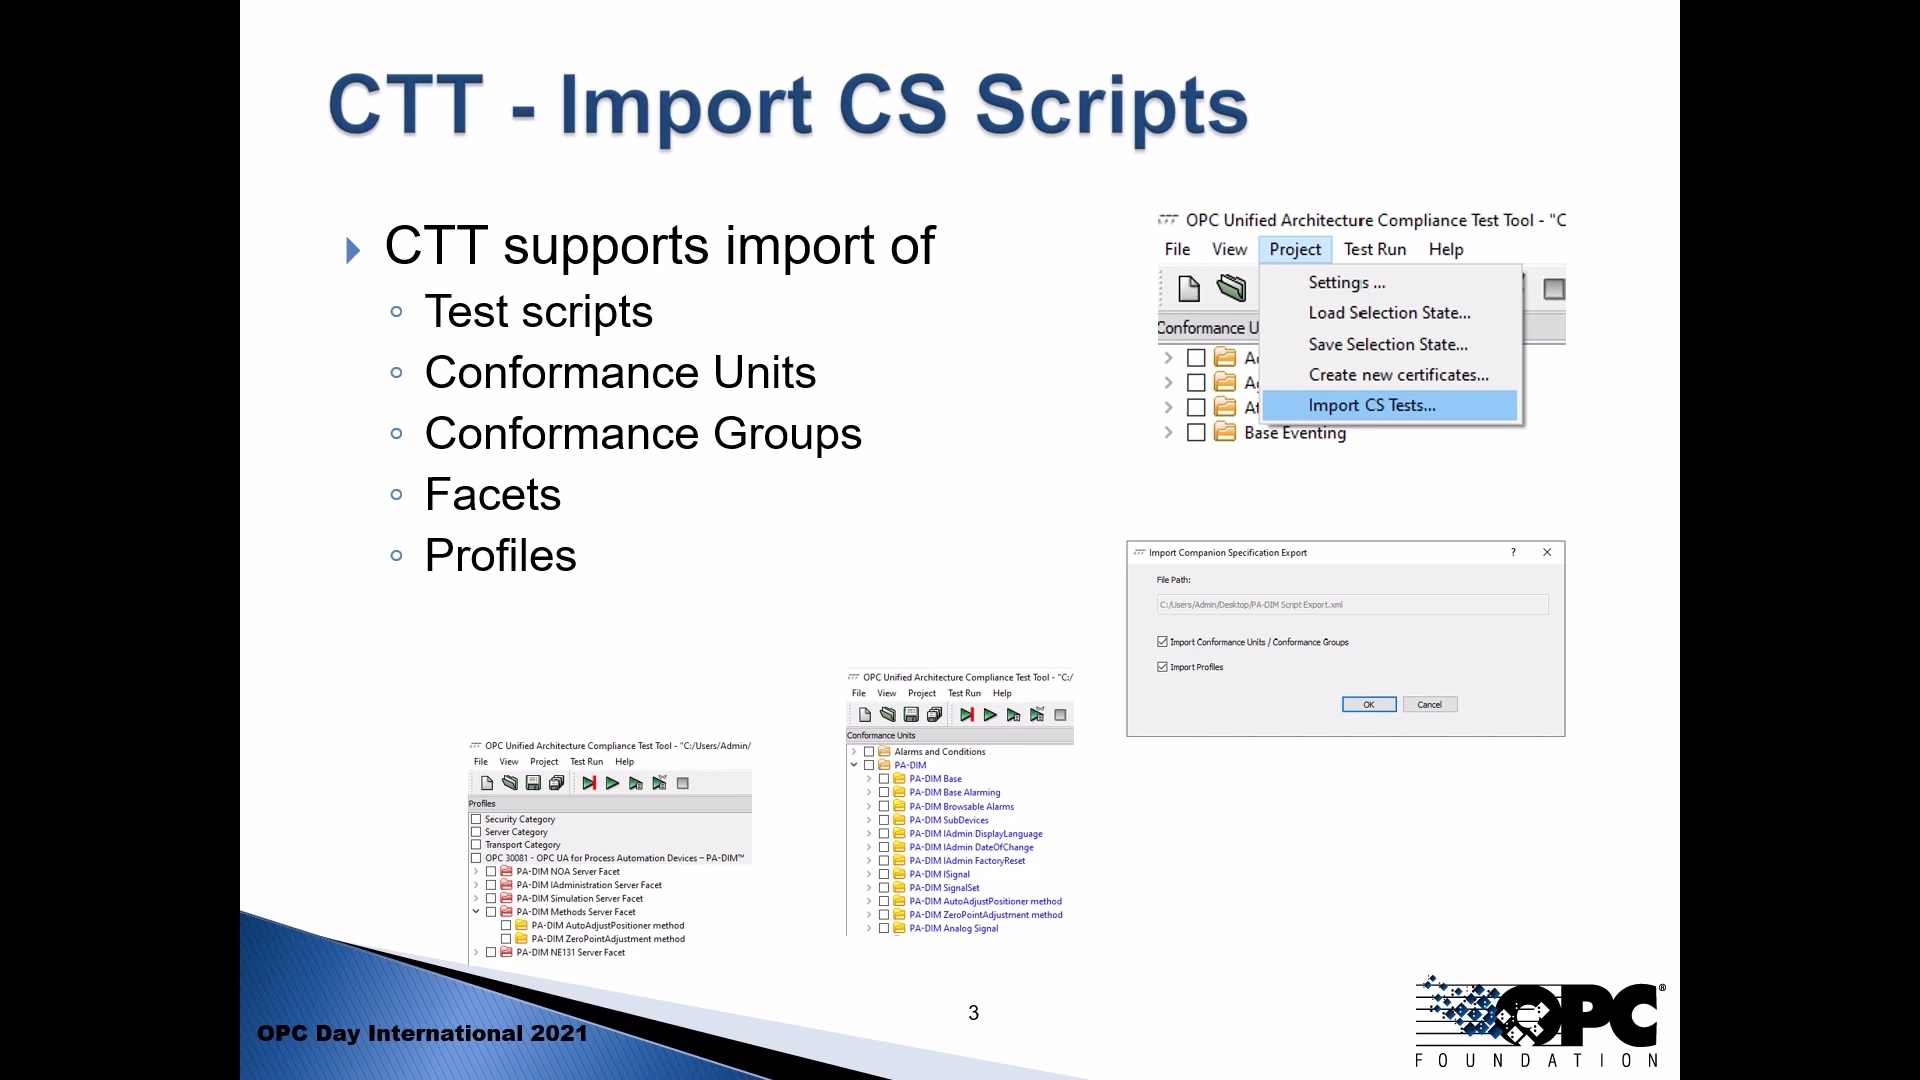 CTT - Import CS Scripts
CTT supports import of
Test scripts
Conformance Units
Conformance Groups
Facets
Profiles
OPC Unified Architecture Compliance Test Tool - "C
File View Project Test Run Help
Settings ...
Load Selection State...
Save Selection State...
Create new certificates...
Import CS Tests...
Conformance U
Base Eventing
Import Companion Specification Export
File Path:
C:/Users/Admin/Desktop/PA-DIM Script Export.xml
Import Conformance Units / Conformance Groups
Import Profiles
OK Cancel
OPC Unified Architecture Compliance Test Tool - "C:/
File View Project Test Run Help
Conformance Units
Alarms and Conditions
PA-DIM
PA-DIM Base
PA-DIM Base Alarming
PA-DIM Browsable Alarms
PA-DIM SubDevices
PA-DIM IAdmin DisplayLanguage
PA-DIM IAdmin DateOfChange
PA-DIM IAdmin FactoryReset
PA-DIM ISignal
PA-DIM SignalSet
PA-DIM AutoAdjustPositioner method
PA-DIM ZeroPointAdjustment method
PA-DIM Analog Signal
OPC Unified Architecture Compliance Test Tool - "C:/Users/Admin/
File View Project Test Run Help
Profiles
Security Category
Server Category
Transport Category
OPC 30081 - OPC UA for Process Automation Devices – PA-DIM™
PA-DIM NOA Server Facet
PA-DIM IAdministration Server Facet
PA-DIM Simulation Server Facet
PA-DIM Methods Server Facet
PA-DIM AutoAdjustPositioner method
PA-DIM ZeroPointAdjustment method
PA-DIM NE131 Server Facet
OPC Day International 2021
3
OPC®
FOUNDATION